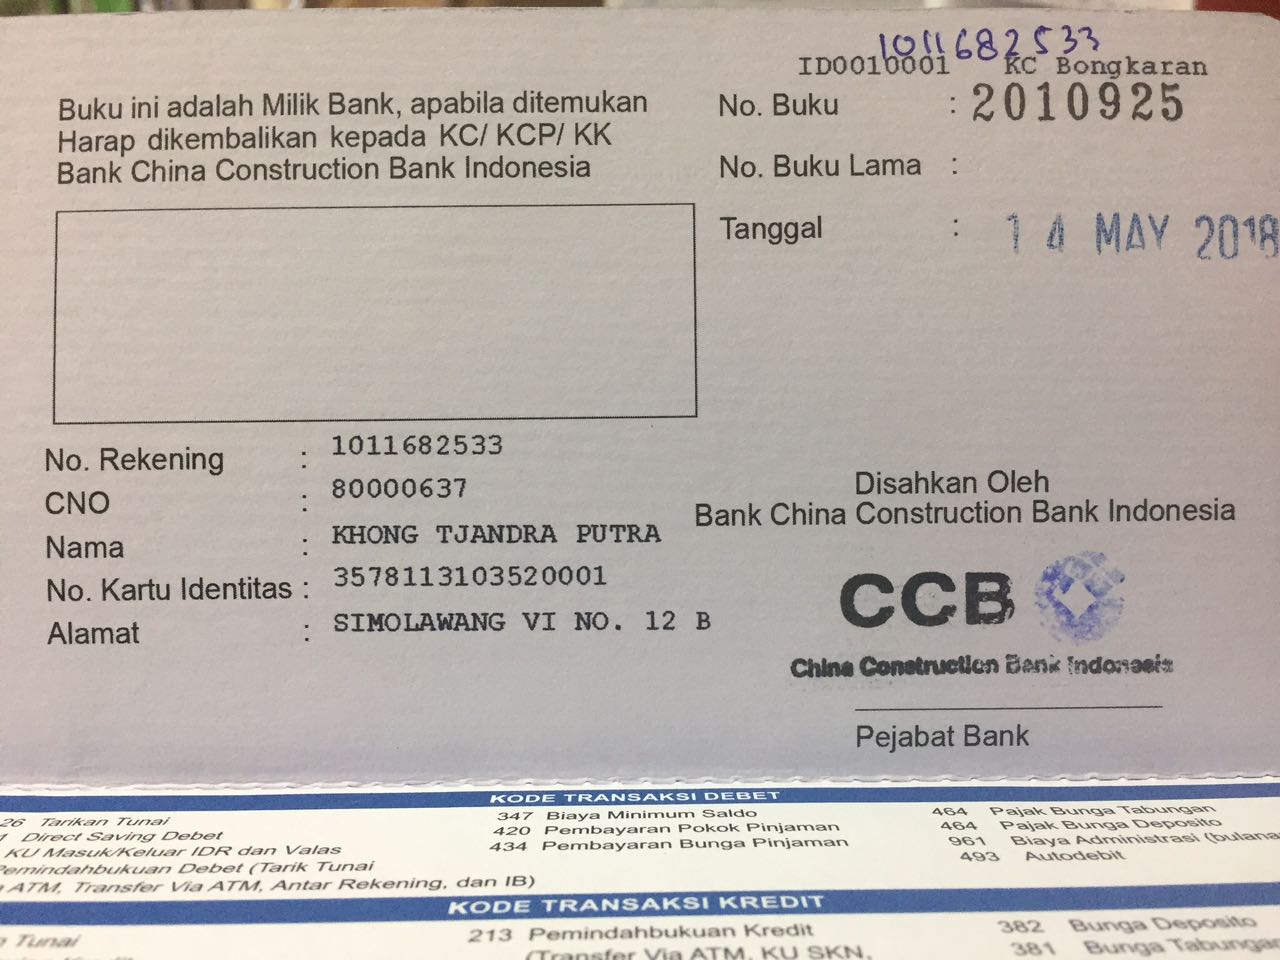 1011682533
ID0010001 KC Bongkaran
Buku ini adalah Milik Bank, apabila ditemukan
Harap dikembalikan kepada KC/ KCP/ KK
Bank China Construction Bank Indonesia
No. Buku : 2010925
No. Buku Lama :
Tanggal : 14 MAY 2018
No. Rekening : 1011682533
CNO : 80000637
Nama : KHONG TJANDRA PUTRA
No. Kartu Identitas : 3578113103520001
Alamat : SIMOLAWANG VI NO. 12 B
Disahkan Oleh
Bank China Construction Bank Indonesia
CCB
China Construction Bank Indonesia
Pejabat Bank
KODE TRANSAKSI DEBET
26 Tarikan Tunai
Direct Saving Debet
KU Masuk/Keluar IDR dan Valas
Pemindahbukuan Debet (Tarik Tunai
ATM, Transfer Via ATM, Antar Rekening, dan IB)
347 Biaya Minimum Saldo
420 Pembayaran Pokok Pinjaman
434 Pembayaran Bunga Pinjaman
464 Pajak Bunga Tabungan
464 Pajak Bunga Deposito
961 Biaya Administrasi (bulana
493 Autodebit
KODE TRANSAKSI KREDIT
Tunai
213 Pemindahbukuan Kredit
(Transfer Via ATM, KU SKN,
382 Bunga Deposito
381 Bunga Tabungan